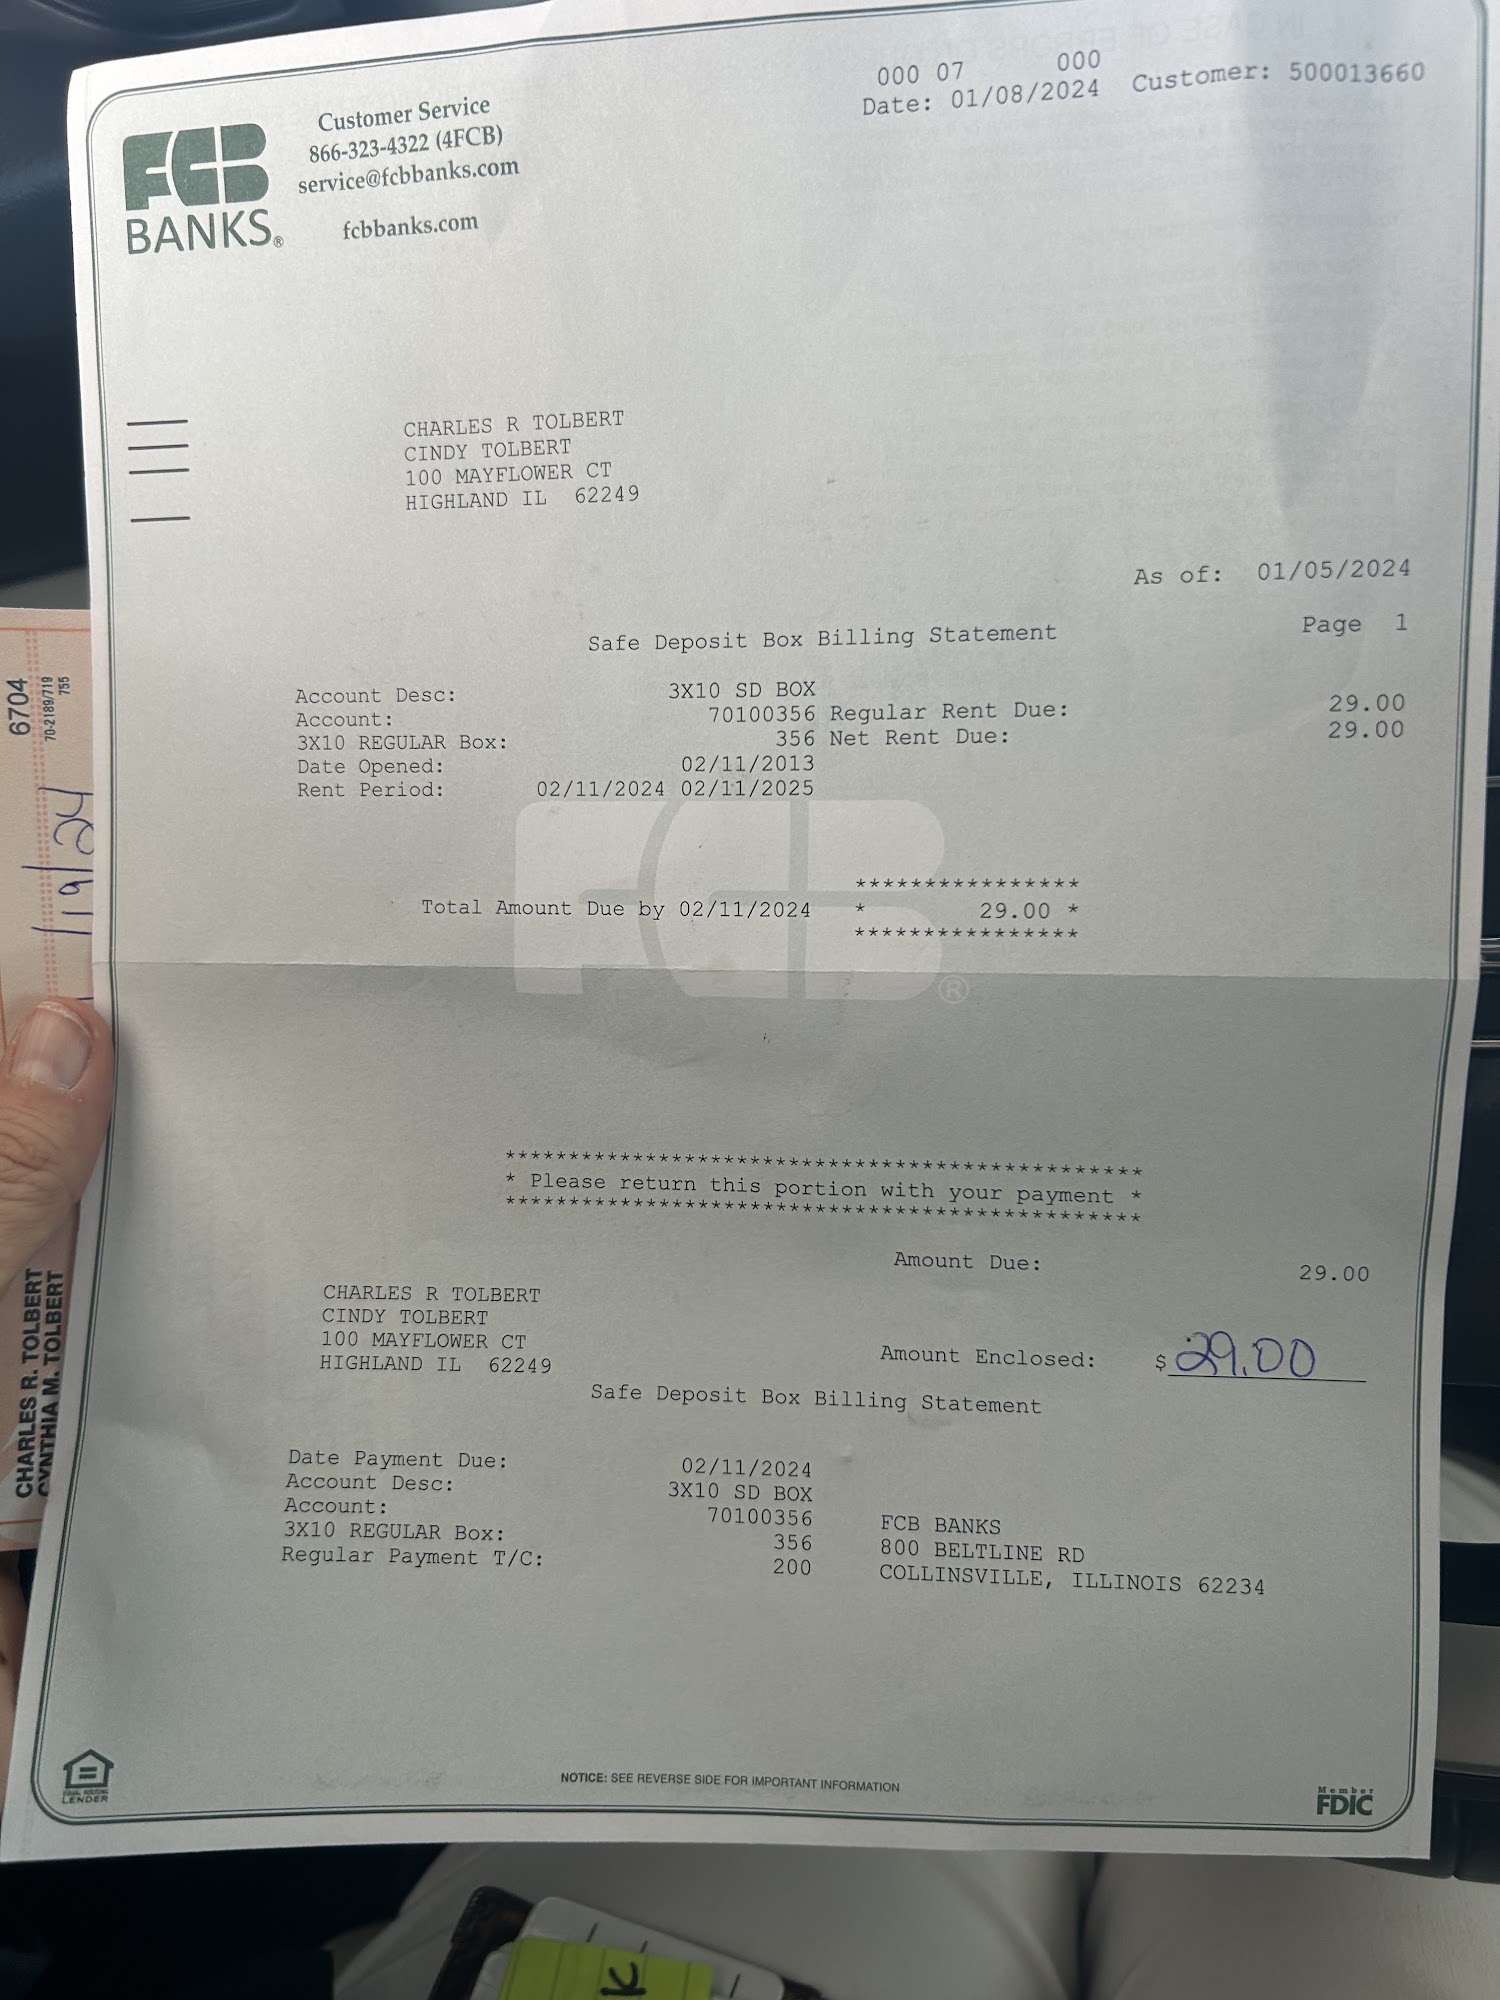 000 07 000
Date: 01/08/2024 Customer: 500013660
FCB
BANKS®
Customer Service
866-323-4322 (4FCB)
service@fcbbanks.com
fcbbanks.com
CHARLES R TOLBERT
CINDY TOLBERT
100 MAYFLOWER CT
HIGHLAND IL 62249
As of: 01/05/2024
Safe Deposit Box Billing Statement Page 1
Account Desc: 3X10 SD BOX
Account: 70100356 Regular Rent Due: 29.00
3X10 REGULAR Box: 356 Net Rent Due: 29.00
Date Opened: 02/11/2013
Rent Period: 02/11/2024 02/11/2025
FCB®
****************
Total Amount Due by 02/11/2024 * 29.00 *
****************
**************************************************
* Please return this portion with your payment *
**************************************************
Amount Due: 29.00
CHARLES R TOLBERT
CINDY TOLBERT
100 MAYFLOWER CT
HIGHLAND IL 62249
Amount Enclosed: $ 29.00
Safe Deposit Box Billing Statement
Date Payment Due: 02/11/2024
Account Desc: 3X10 SD BOX
Account: 70100356
3X10 REGULAR Box: 356
Regular Payment T/C: 200
FCB BANKS
800 BELTLINE RD
COLLINSVILLE, ILLINOIS 62234
EQUAL HOUSING
LENDER
NOTICE: SEE REVERSE SIDE FOR IMPORTANT INFORMATION
Member
FDIC
6704
70-2189/719
755
1/19/24
CHARLES R. TOLBERT
CYNTHIA M. TOLBERT
K